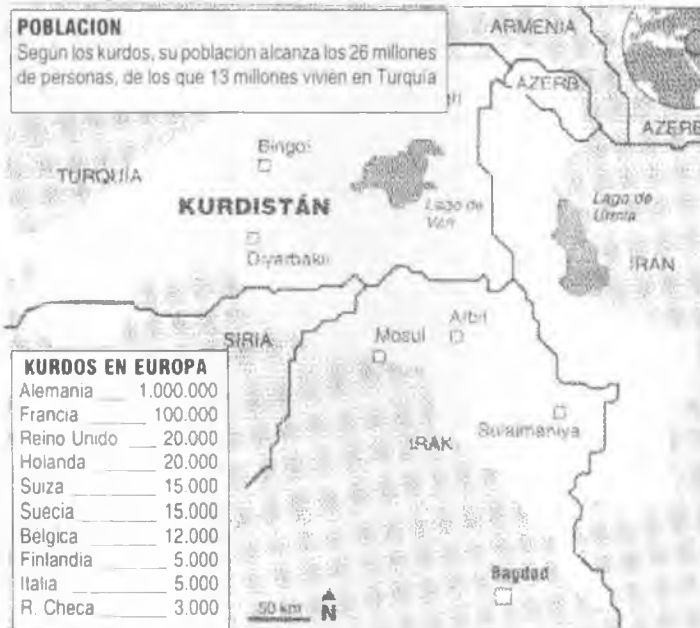 POBLACION
Según los kurdos, su población alcanza los 26 millones
de personas, de los que 13 millones viven en Turquía
ARMENIA
AZERB
AZERB
TURQUÍA
Bingol
KURDISTÁN
Lago de
Van
Lago de
Urmia
Diyarbakir
IRAN
SIRIA
Mosul
Arbil
Sulaimaniya
IRAK
Bagdad
50 km
N
KURDOS EN EUROPA
Alemania 1.000.000
Francia 100.000
Reino Unido 20.000
Holanda 20.000
Suiza 15.000
Suecia 15.000
Belgica 12.000
Finlandia 5.000
Italia 5.000
R. Checa 3.000